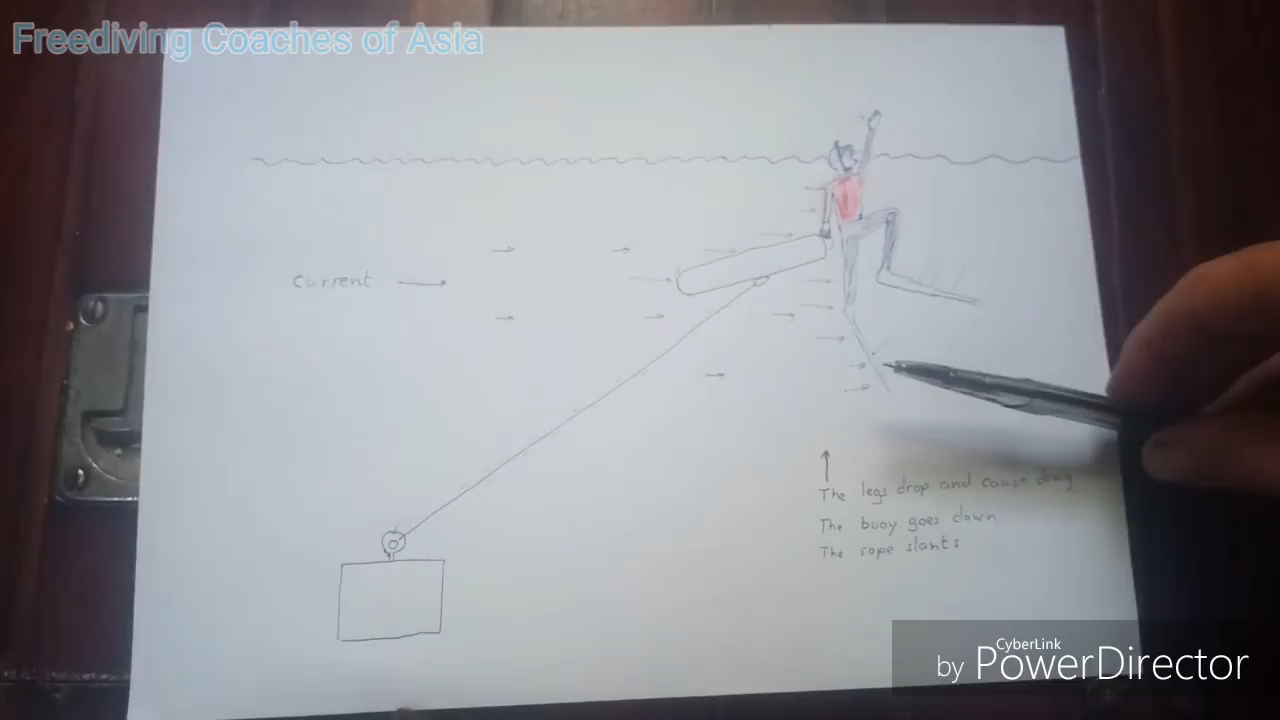 Freediving Coaches of Asia
Current
The legs drop and cause drag
The buoy goes down
The rope slants
CyberLink
by PowerDirector